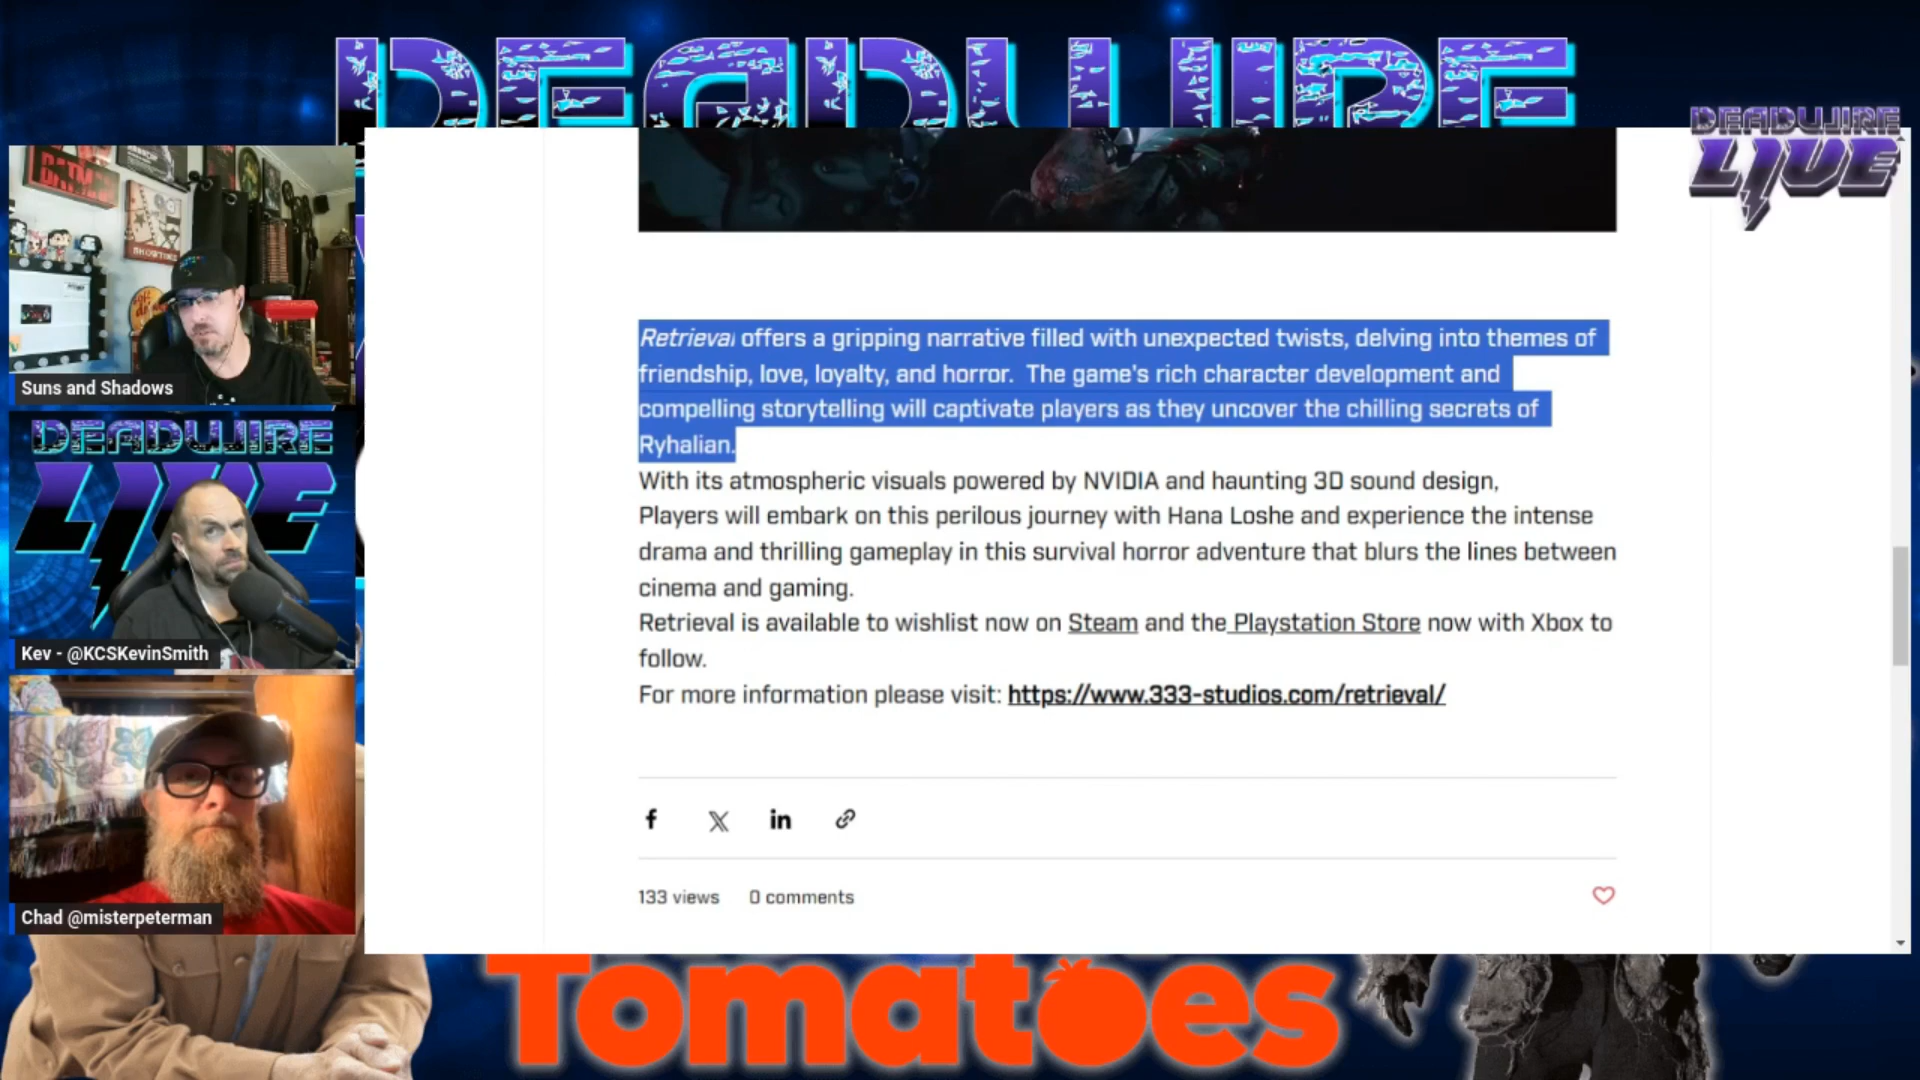 DEADWIRE
DEADWIRE
LIVE
BATMAN
SHOWTIME
Suns and Shadows
DEADWIRE
LIVE
Kev - @KCSKevinSmith
Chad @misterpeterman
Retrieval offers a gripping narrative filled with unexpected twists, delving into themes of
friendship, love, loyalty, and horror.  The game's rich character development and
compelling storytelling will captivate players as they uncover the chilling secrets of
Ryhalian.
With its atmospheric visuals powered by NVIDIA and haunting 3D sound design,
Players will embark on this perilous journey with Hana Loshe and experience the intense
drama and thrilling gameplay in this survival horror adventure that blurs the lines between
cinema and gaming.
Retrieval is available to wishlist now on Steam and the Playstation Store now with Xbox to
follow.
For more information please visit: https://www.333-studios.com/retrieval/
133 views 0 comments
Tomatoes